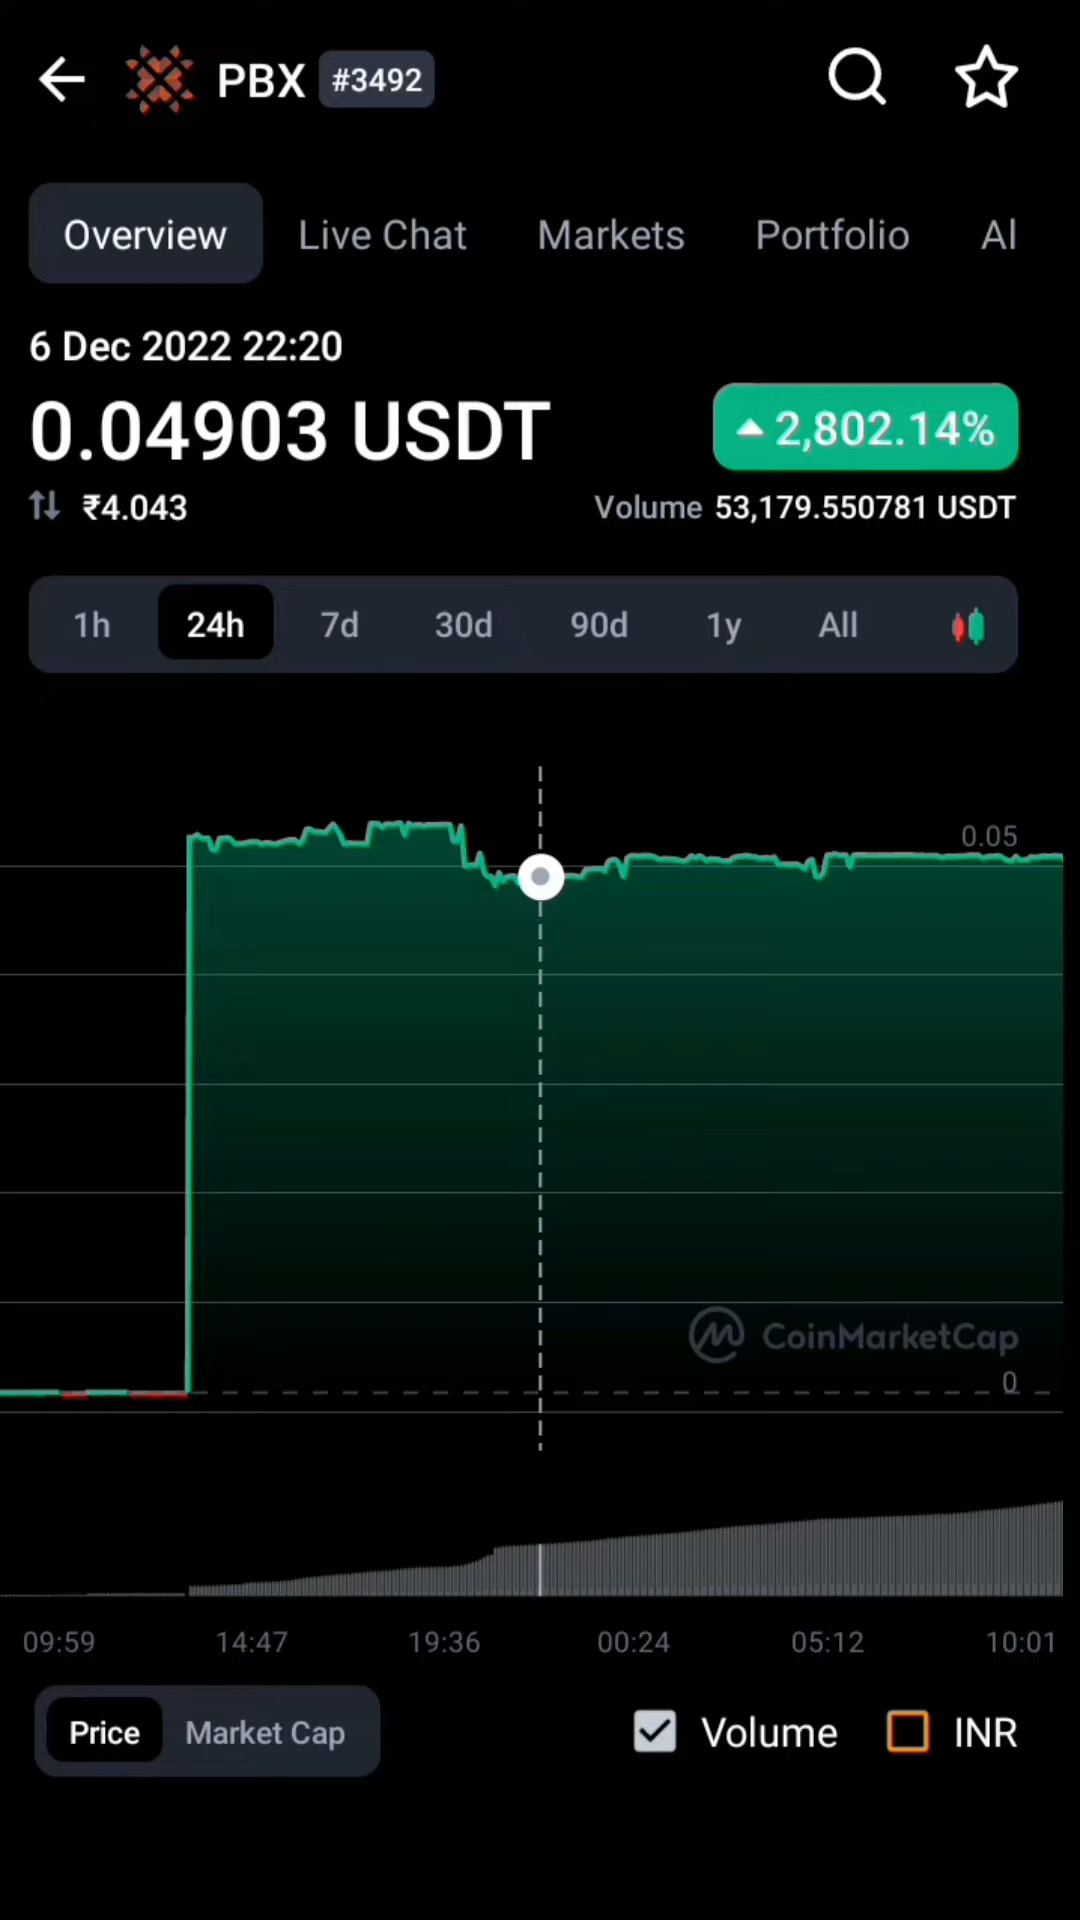 PBX #3492
Overview Live Chat Markets Portfolio Al
6 Dec 2022 22:20
0.04903 USDT 2,802.14%
₹4.043 Volume 53,179.550781 USDT
1h 24h 7d 30d 90d 1y All
0.05
CoinMarketCap
0
09:59 14:47 19:36 00:24 05:12 10:01
Price Market Cap Volume INR